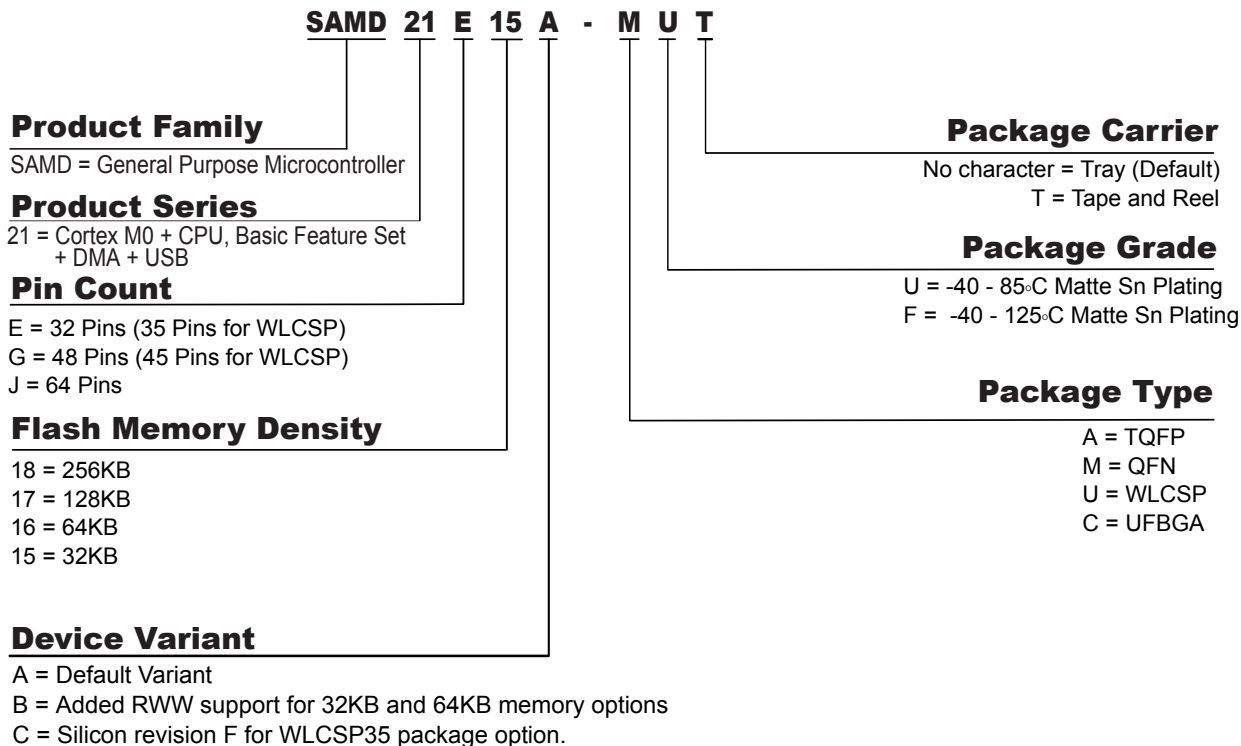 SAMD 21 E 15 A - M U T
Product Family
SAMD = General Purpose Microcontroller
Product Series
21 = Cortex M0 + CPU, Basic Feature Set
+ DMA + USB
Pin Count
E = 32 Pins (35 Pins for WLCSP)
G = 48 Pins (45 Pins for WLCSP)
J = 64 Pins
Flash Memory Density
18 = 256KB
17 = 128KB
16 = 64KB
15 = 32KB
Device Variant
A = Default Variant
B = Added RWW support for 32KB and 64KB memory options
C = Silicon revision F for WLCSP35 package option.
Package Carrier
No character = Tray (Default)
T = Tape and Reel
Package Grade
U = -40 - 85◦C Matte Sn Plating
F = -40 - 125◦C Matte Sn Plating
Package Type
A = TQFP
M = QFN
U = WLCSP
C = UFBGA